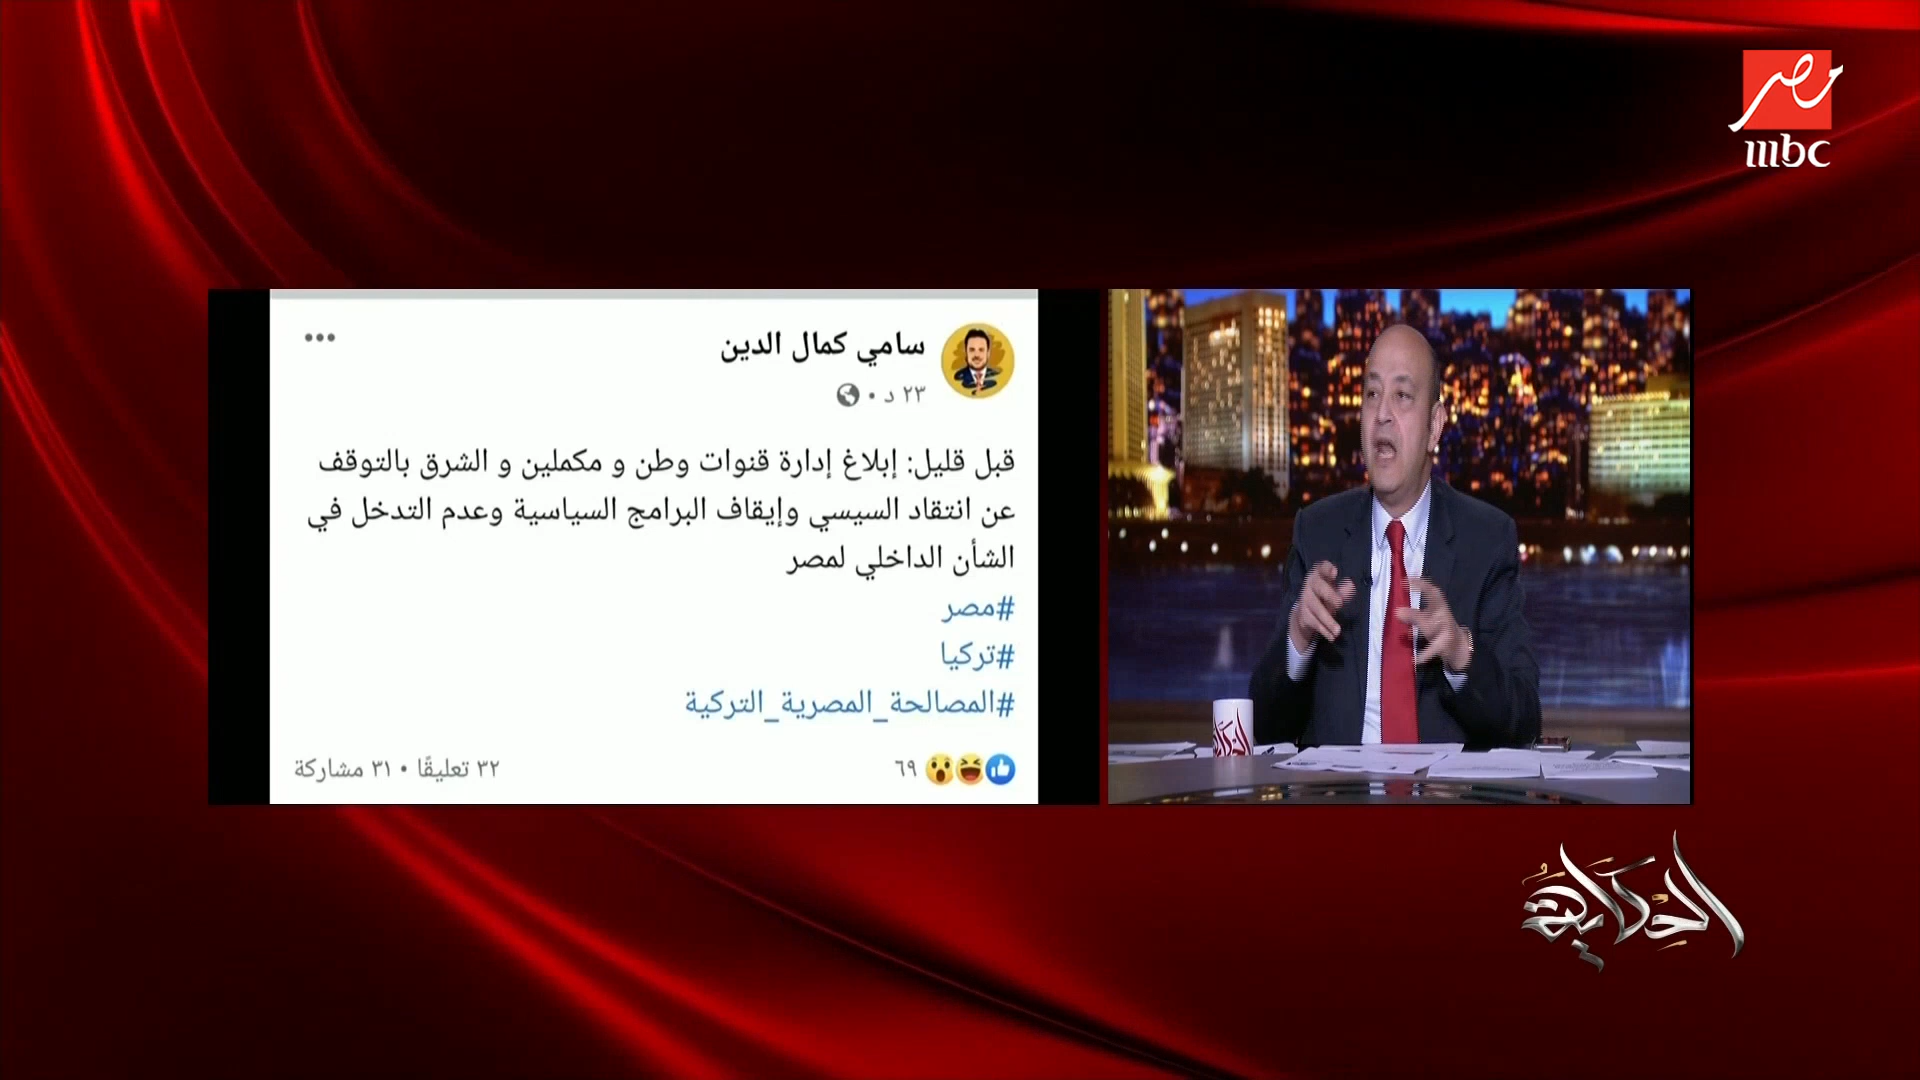 مصر
mbc
سامي كمال الدين
٢٣ د •
قبل قليل: إبلاغ إدارة قنوات وطن و مكملين و الشرق بالتوقف
عن انتقاد السيسي وإيقاف البرامج السياسية وعدم التدخل في
الشأن الداخلي لمصر
#مصر
#تركيا
#المصالحة_المصرية_التركية
٦٩
٣٢ تعليقًا • ٣١ مشاركة
الحكاية
الحكاية